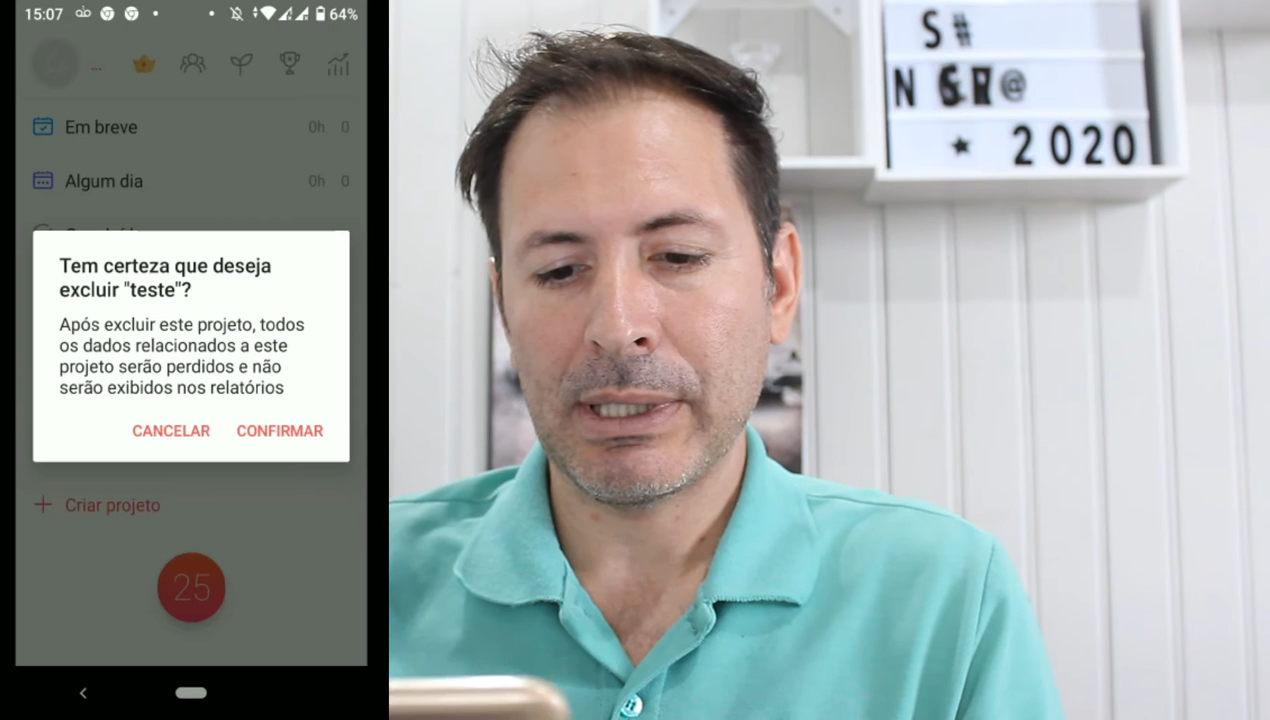 15:07
64%
...
Em breve 0h 0
Algum dia 0h 0
Tem certeza que deseja
excluir "teste"?
Após excluir este projeto, todos
os dados relacionados a este
projeto serão perdidos e não
serão exibidos nos relatórios
CANCELAR CONFIRMAR
+ Criar projeto
25
S#
@
★ 2020